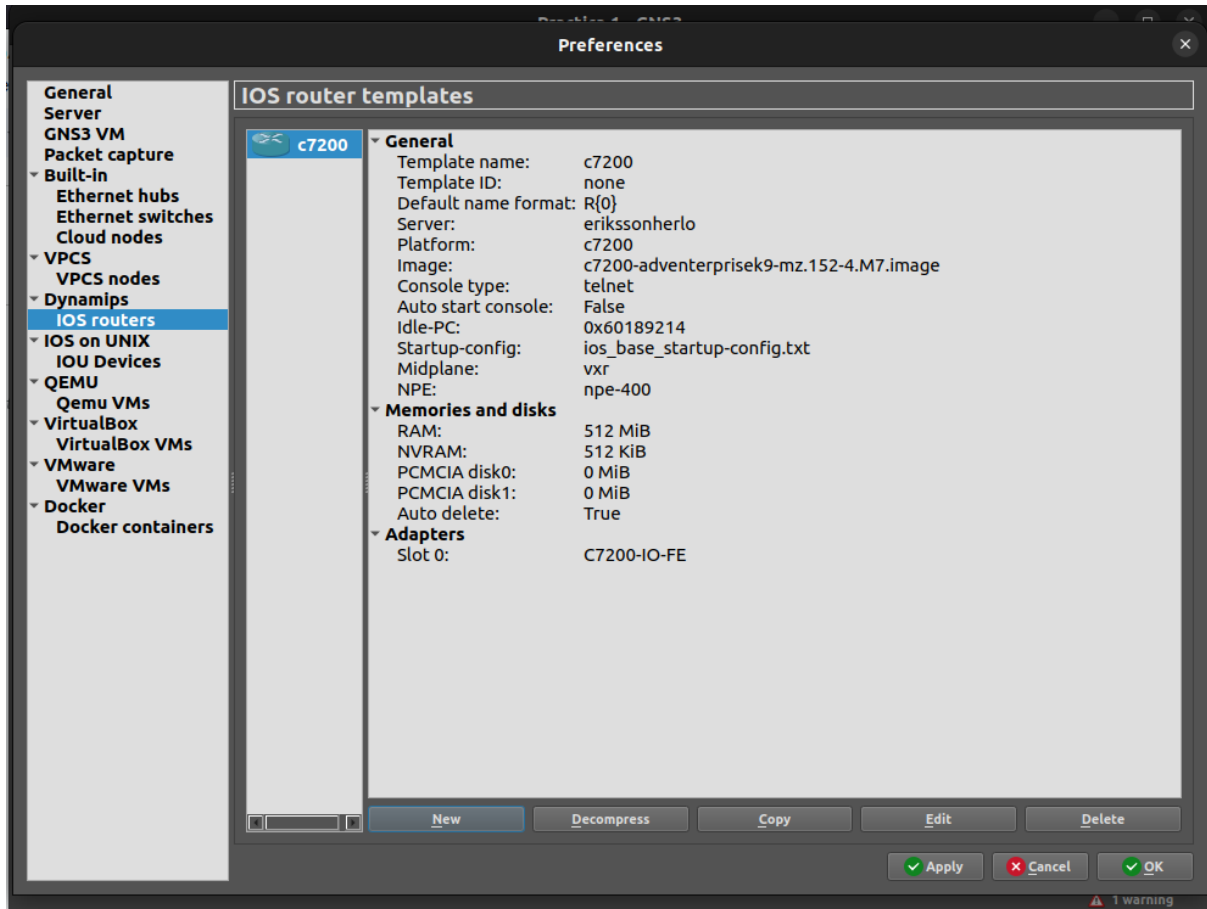 Preferences
General
Server
GNS3 VM
Packet capture
Built-in
Ethernet hubs
Ethernet switches
Cloud nodes
VPCS
VPCS nodes
Dynamips
IOS routers
IOS on UNIX
IOU Devices
QEMU
Qemu VMs
VirtualBox
VirtualBox VMs
VMware
VMware VMs
Docker
Docker containers
IOS router templates
c7200
General
Template name: c7200
Template ID: none
Default name format: R{0}
Server: erikssonherlo
Platform: c7200
Image: c7200-adventerprisek9-mz.152-4.M7.image
Console type: telnet
Auto start console: False
Idle-PC: 0x60189214
Startup-config: ios_base_startup-config.txt
Midplane: vxr
NPE: npe-400
Memories and disks
RAM: 512 MiB
NVRAM: 512 KiB
PCMCIA disk0: 0 MiB
PCMCIA disk1: 0 MiB
Auto delete: True
Adapters
Slot 0: C7200-IO-FE
New Decompress Copy Edit Delete
Apply Cancel OK
1 warning